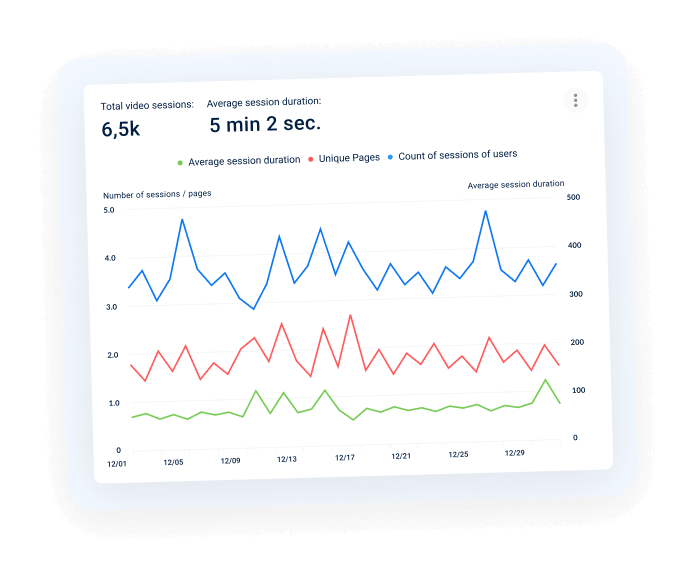 Total video sessions: Average session duration:
6,5k 5 min 2 sec.
Average session duration Unique Pages Count of sessions of users
Number of sessions / pages Average session duration
5.0 500
4.0 400
3.0 300
2.0 200
1.0 100
0 0
12/01 12/05 12/09 12/13 12/17 12/21 12/25 12/29